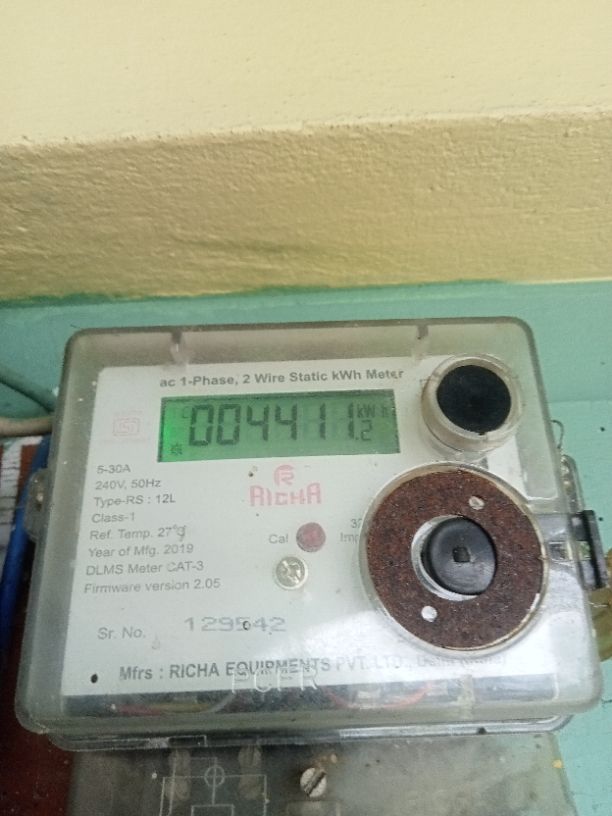 ac 1-Phase, 2 Wire Static kWh Meter
C 004411.2 kWh
ISI
5-30A
240V, 50Hz
Type-RS : 12L
Class-1
Ref. Temp. 27°C
Year of Mfg. 2019
DLMS Meter CAT-3
Firmware version 2.05
R
RICHA
Cal
Sr. No. 129542
Mfrs : RICHA EQUIPMENTS PVT. LTD.,